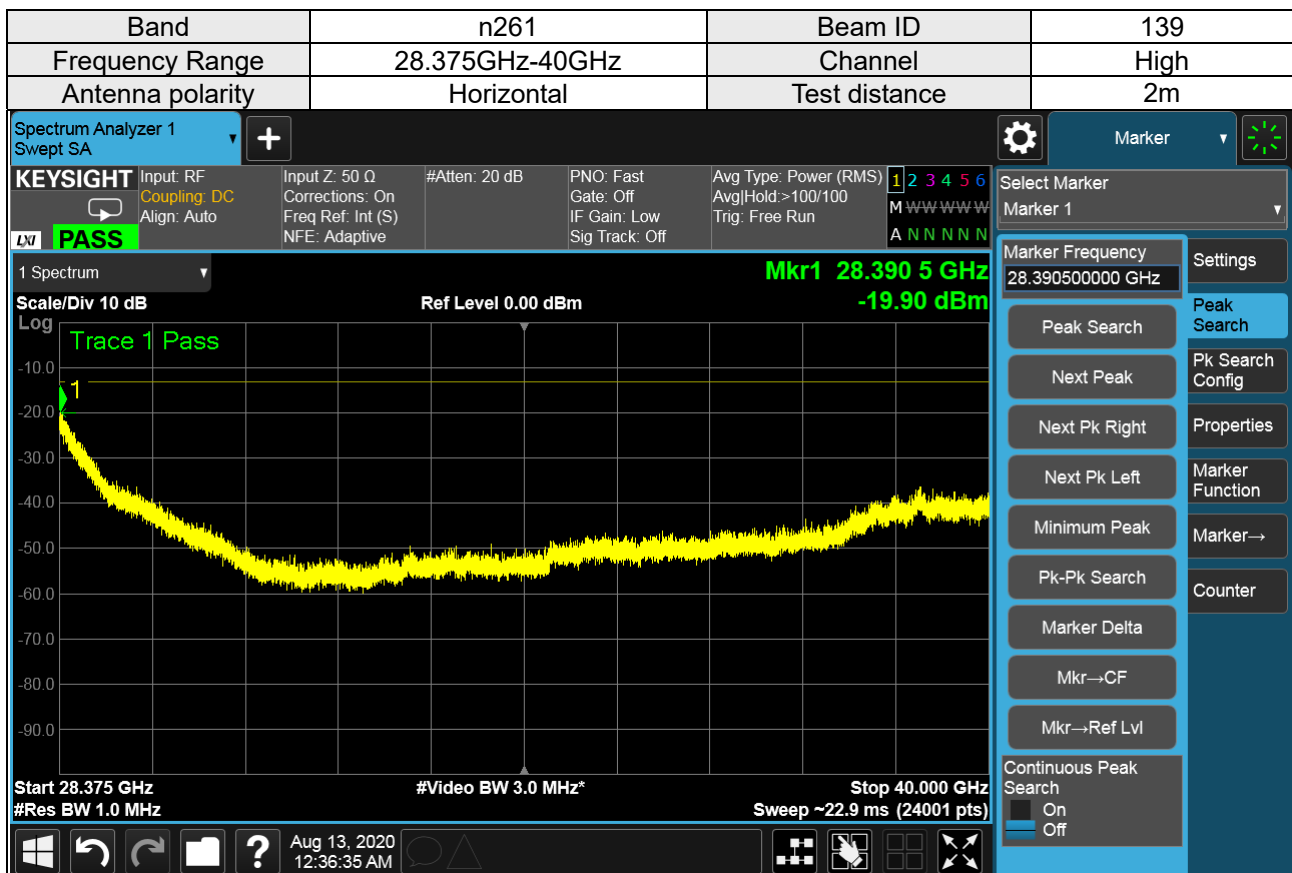 Band n261 Beam ID 139
Frequency Range 28.375GHz-40GHz Channel High
Antenna polarity Horizontal Test distance 2m
Spectrum Analyzer 1
Swept SA
+
Marker
KEYSIGHT
LXI PASS
Input: RF
Coupling: DC
Align: Auto
Input Z: 50 Ω
Corrections: On
Freq Ref: Int (S)
NFE: Adaptive
#Atten: 20 dB
PNO: Fast
Gate: Off
IF Gain: Low
Sig Track: Off
Avg Type: Power (RMS)
Avg|Hold:>100/100
Trig: Free Run
1 2 3 4 5 6
M W W W W W
A N N N N N
Select Marker
Marker 1
1 Spectrum
Mkr1 28.390 5 GHz
Scale/Div 10 dB Ref Level 0.00 dBm -19.90 dBm
Log
Trace 1 Pass
1
-10.0
-20.0
-30.0
-40.0
-50.0
-60.0
-70.0
-80.0
-90.0
Start 28.375 GHz #Video BW 3.0 MHz* Stop 40.000 GHz
#Res BW 1.0 MHz Sweep ~22.9 ms (24001 pts)
Marker Frequency
28.390500000 GHz
Peak Search
Next Peak
Next Pk Right
Next Pk Left
Minimum Peak
Pk-Pk Search
Marker Delta
Mkr→CF
Mkr→Ref Lvl
Continuous Peak
Search
On
Off
Settings
Peak
Search
Pk Search
Config
Properties
Marker
Function
Marker→
Counter
?
Aug 13, 2020
12:36:35 AM